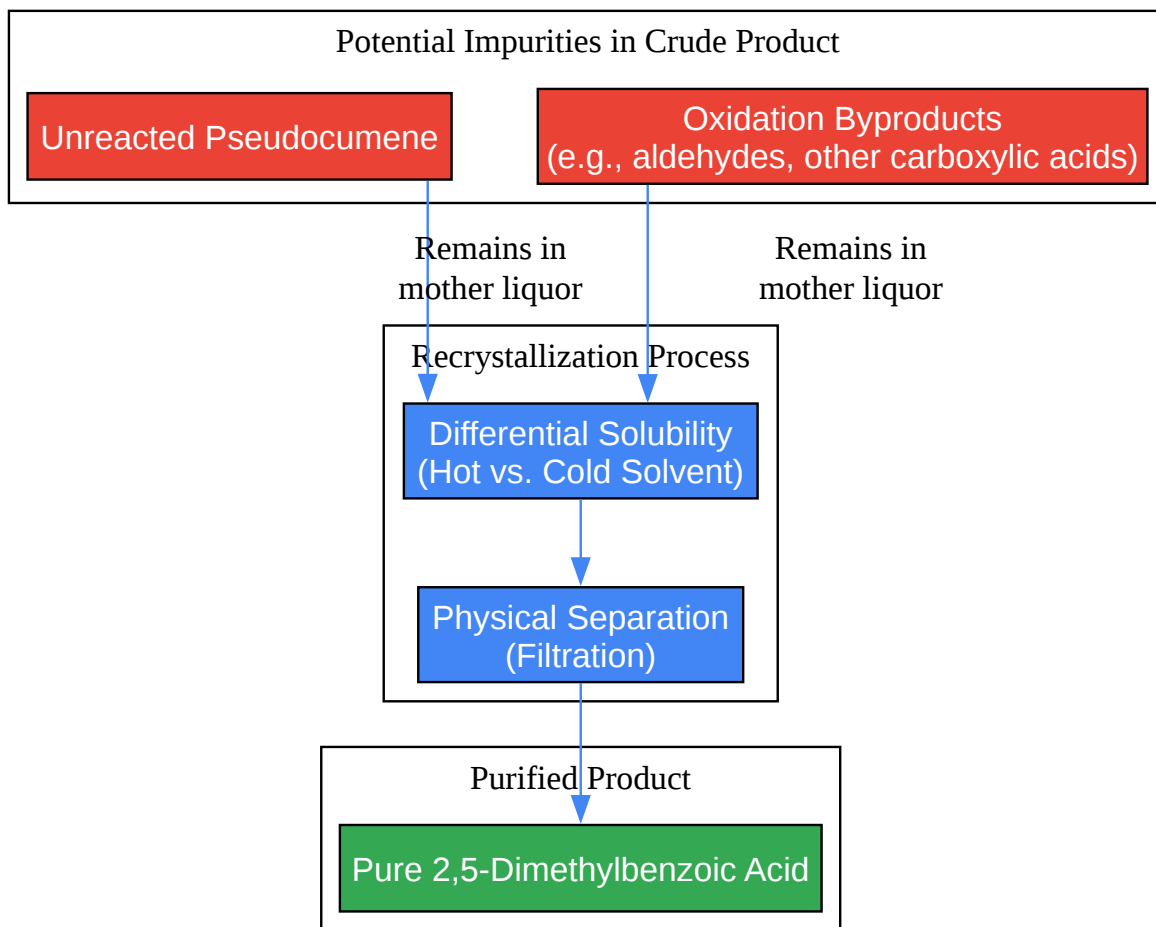 Potential Impurities in Crude Product
Unreacted Pseudocumene
Oxidation Byproducts
(e.g., aldehydes, other carboxylic acids)
Remains in
mother liquor
Remains in
mother liquor
Recrystallization Process
Differential Solubility
(Hot vs. Cold Solvent)
Physical Separation
(Filtration)
Purified Product
Pure 2,5-Dimethylbenzoic Acid